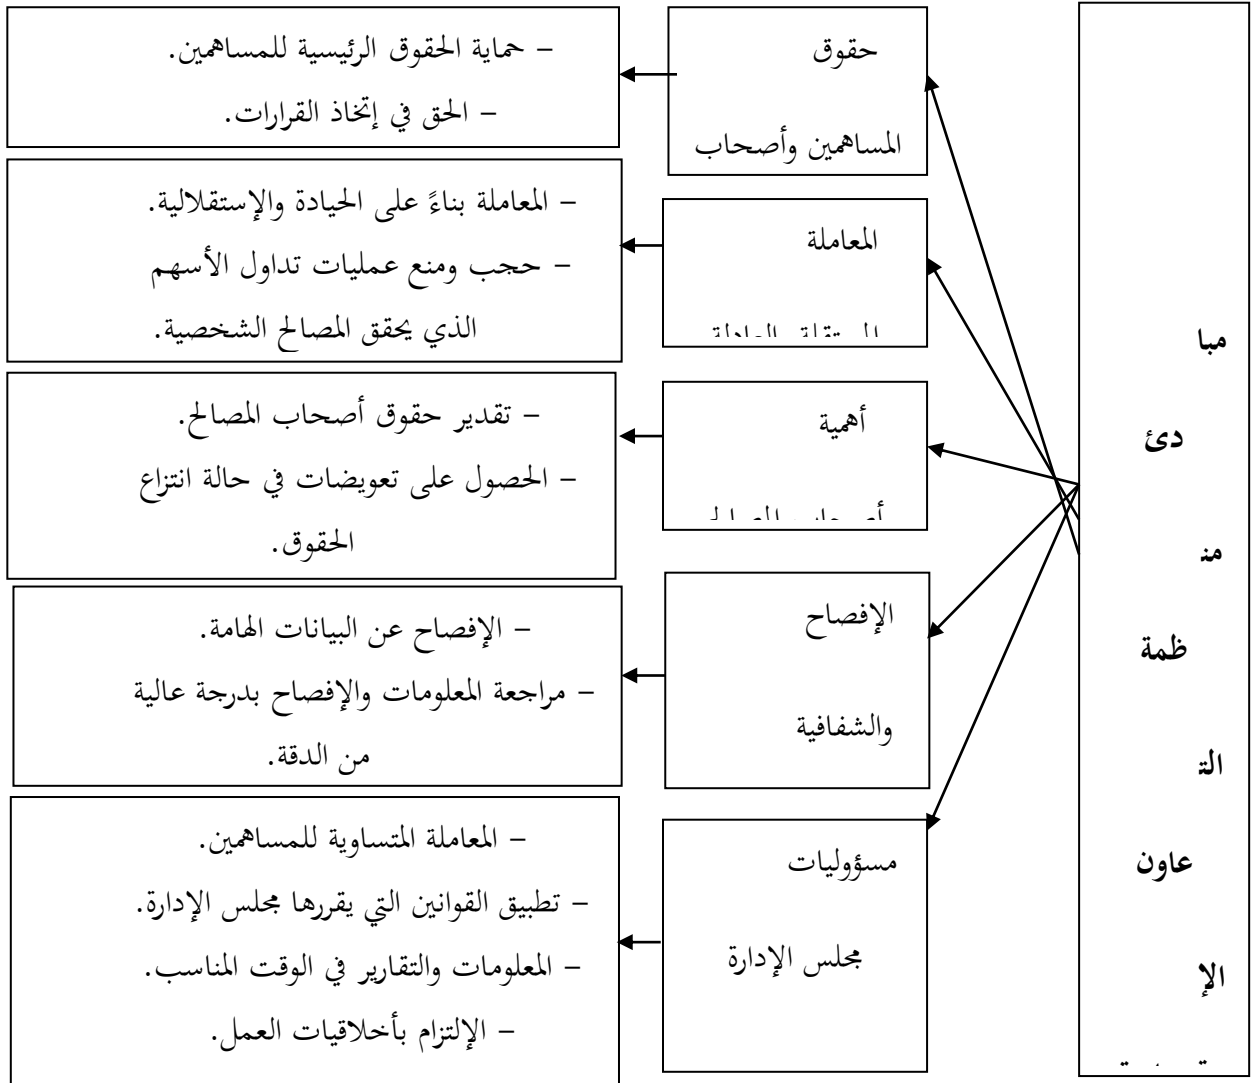 مبا
دئ
منـ
ظمة
التـ
عاون
الإ
حقوق
المساهمين وأصحاب
– حماية الحقوق الرئيسية للمساهمين.
– الحق في إتخاذ القرارات.
المعاملة
– المعاملة بناءً على الحيادة والإستقلالية.
– حجب ومنع عمليات تداول الأسهم
الذي يحقق المصالح الشخصية.
أهمية
أصحاب المصالح
– تقدير حقوق أصحاب المصالح.
– الحصول على تعويضات في حالة انتزاع
الحقوق.
الإفصاح
والشفافية
– الإفصاح عن البيانات الهامة.
– مراجعة المعلومات والإفصاح بدرجة عالية
من الدقة.
مسؤوليات
مجلس الإدارة
– المعاملة المتساوية للمساهمين.
– تطبيق القوانين التي يقررها مجلس الإدارة.
– المعلومات والتقارير في الوقت المناسب.
– الإلتزام بأخلاقيات العمل.